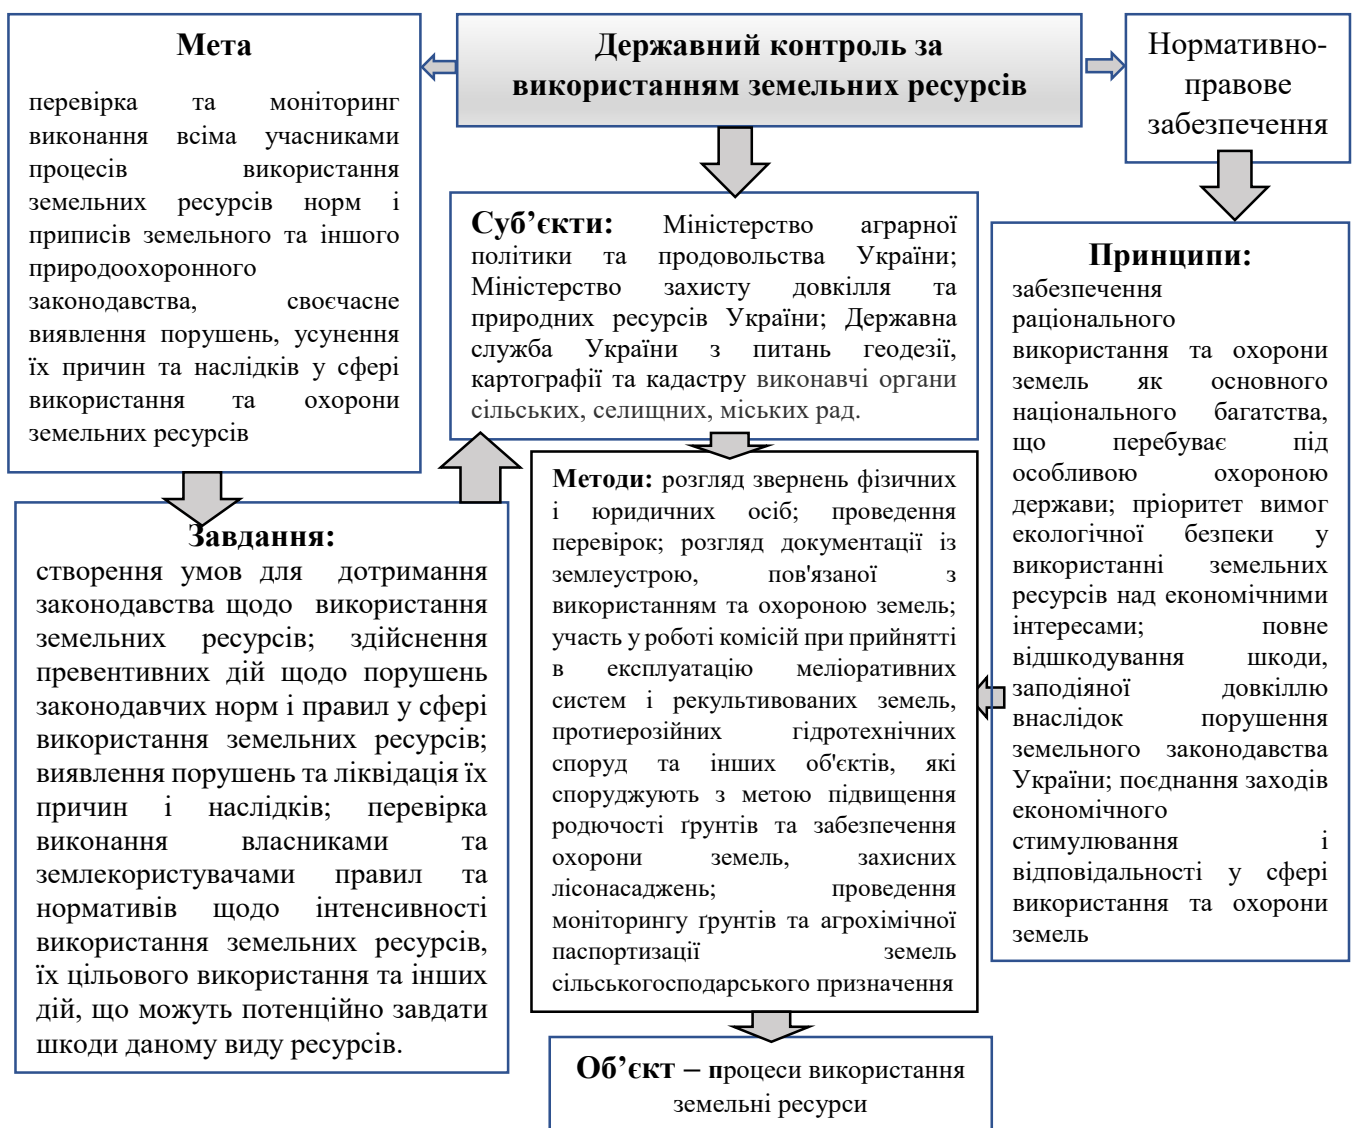 Мета
перевірка та моніторинг
виконання всіма учасниками
процесів використання
земельних ресурсів норм і
приписів земельного та іншого
природоохоронного
законодавства, своєчасне
виявлення порушень, усунення
їх причин та наслідків у сфері
використання та охорони
земельних ресурсів
Державний контроль за
використанням земельних ресурсів
Нормативно-
правове
забезпечення
Суб’єкти: Міністерство аграрної
політики та продовольства України;
Міністерство захисту довкілля та
природних ресурсів України; Державна
служба України з питань геодезії,
картографії та кадастру виконавчі органи
сільських, селищних, міських рад.
Принципи:
забезпечення
раціонального
використання та охорони
земель як основного
національного багатства,
що перебуває під
особливою охороною
держави; пріоритет вимог
екологічної безпеки у
використанні земельних
ресурсів над економічними
інтересами; повне
відшкодування шкоди,
заподіяної довкіллю
внаслідок порушення
земельного законодавства
України; поєднання заходів
економічного
стимулювання і
відповідальності у сфері
використання та охорони
земель
Завдання:
створення умов для дотримання
законодавства щодо використання
земельних ресурсів; здійснення
превентивних дій щодо порушень
законодавчих норм і правил у сфері
використання земельних ресурсів;
виявлення порушень та ліквідація їх
причин і наслідків; перевірка
виконання власниками та
землекористувачами правил та
нормативів щодо інтенсивності
використання земельних ресурсів,
їх цільового використання та інших
дій, що можуть потенційно завдати
шкоди даному виду ресурсів.
Методи: розгляд звернень фізичних
і юридичних осіб; проведення
перевірок; розгляд документації із
землеустрою, пов'язаної з
використанням та охороною земель;
участь у роботі комісій при прийнятті
в експлуатацію меліоративних
систем і рекультивованих земель,
протиерозійних гідротехнічних
споруд та інших об'єктів, які
споруджують з метою підвищення
родючості ґрунтів та забезпечення
охорони земель, захисних
лісонасаджень; проведення
моніторингу ґрунтів та агрохімічної
паспортизації земель
сільськогосподарського призначення
Об’єкт – процеси використання
земельні ресурси